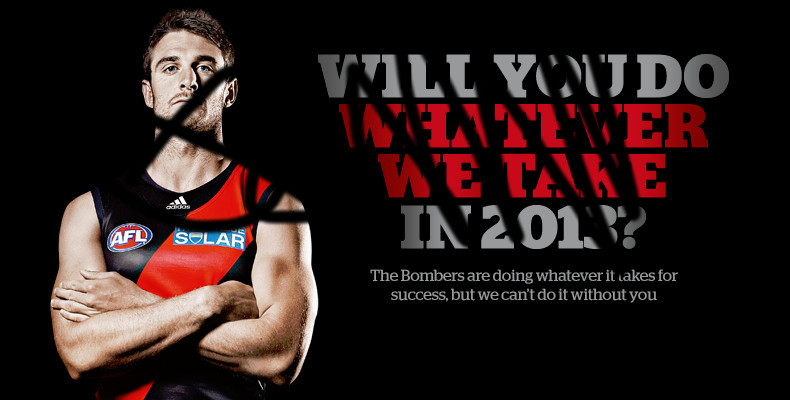 WILL YOU DO
WHATEVER
WE TAKE
IN 2013?
The Bombers are doing whatever it takes for
success, but we can't do it without you
adidas
AFL
SOLAR